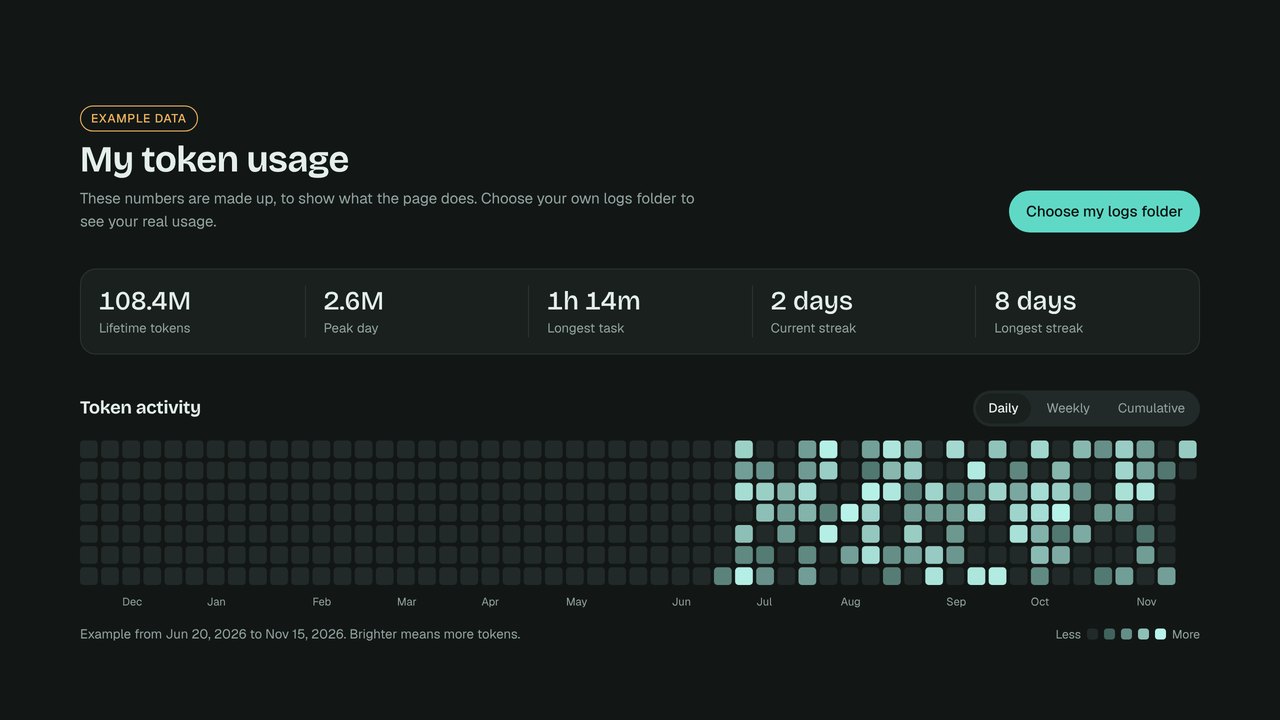 EXAMPLE DATA
My token usage
These numbers are made up, to show what the page does. Choose your own logs folder to
see your real usage.
Choose my logs folder
108.4M
Lifetime tokens
2.6M
Peak day
1h 14m
Longest task
2 days
Current streak
8 days
Longest streak
Token activity
Daily Weekly Cumulative
Dec Jan Feb Mar Apr May Jun Jul Aug Sep Oct Nov
Example from Jun 20, 2026 to Nov 15, 2026. Brighter means more tokens.
Less More